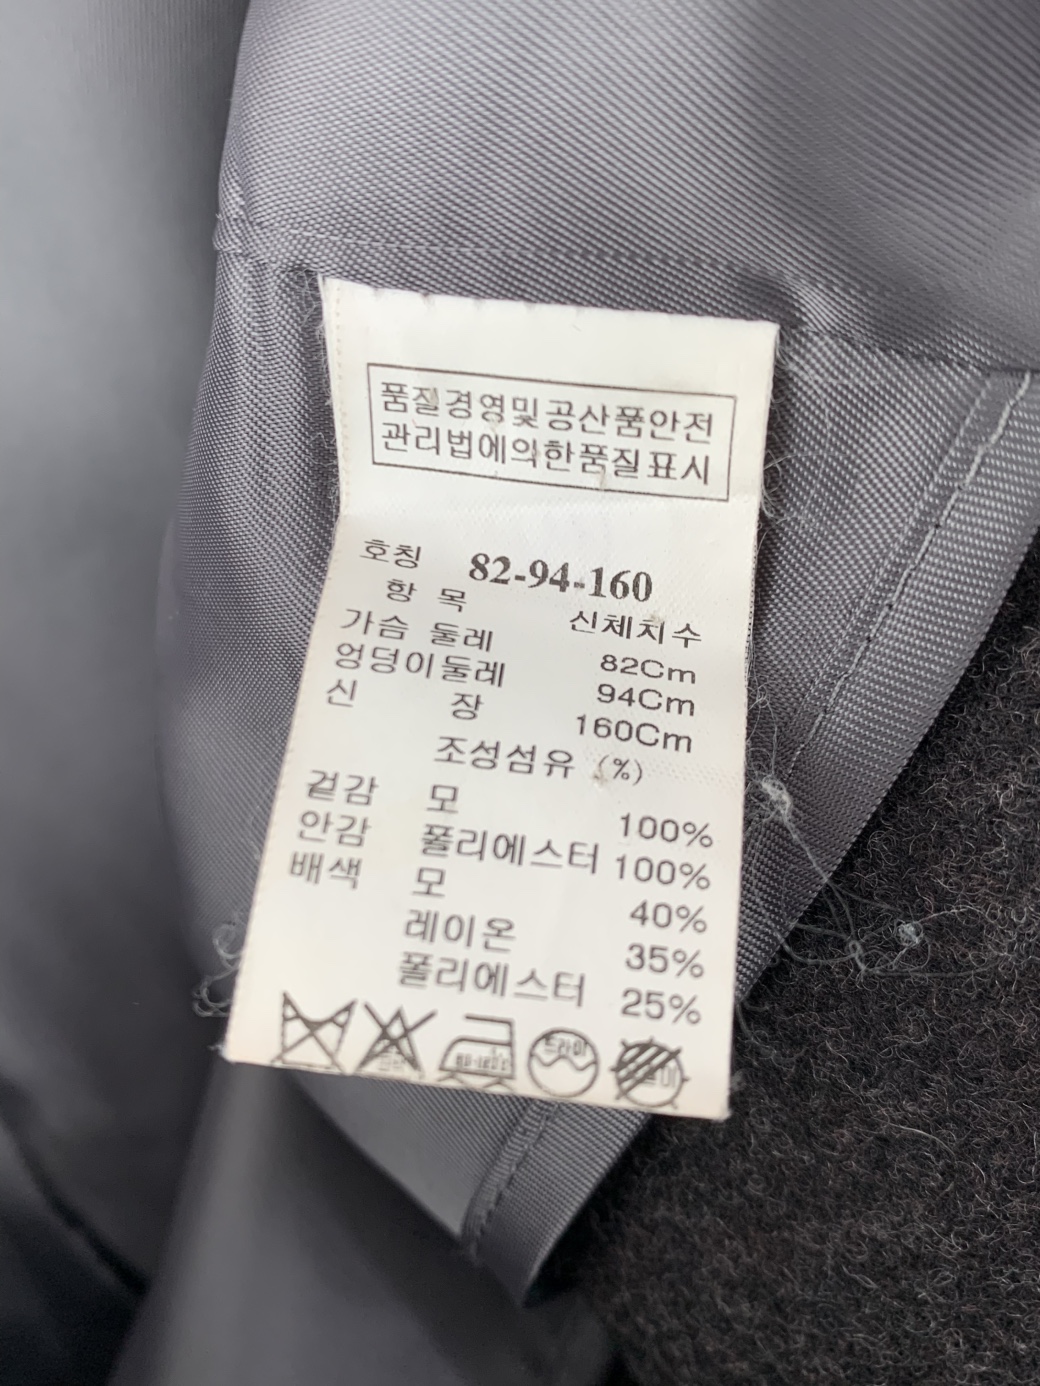 품질경영및공산품안전
관리법에의한품질표시
호칭 82-94-160
항 목 신체치수
가슴 둘레 82Cm
엉덩이둘레 94Cm
신 장 160Cm
조성섬유 (%)
겉감 모 100%
안감 폴리에스터 100%
배색 모 40%
레이온 35%
폴리에스터 25%
드라이